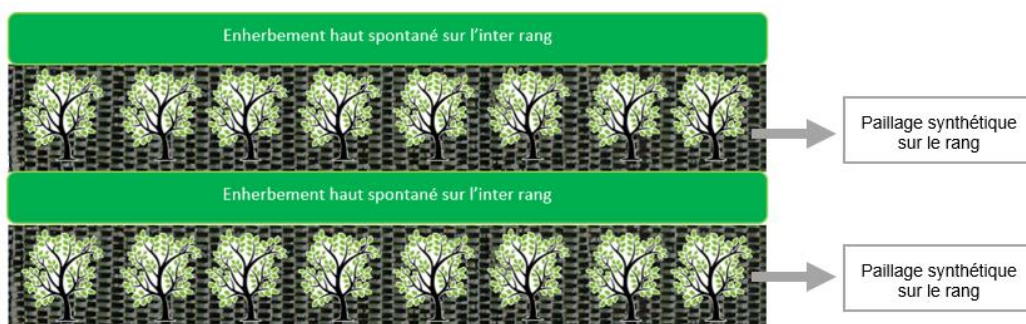 Enherbement haut spontané sur l'inter rang
Paillage synthétique
sur le rang
Enherbement haut spontané sur l'inter rang
Paillage synthétique
sur le rang